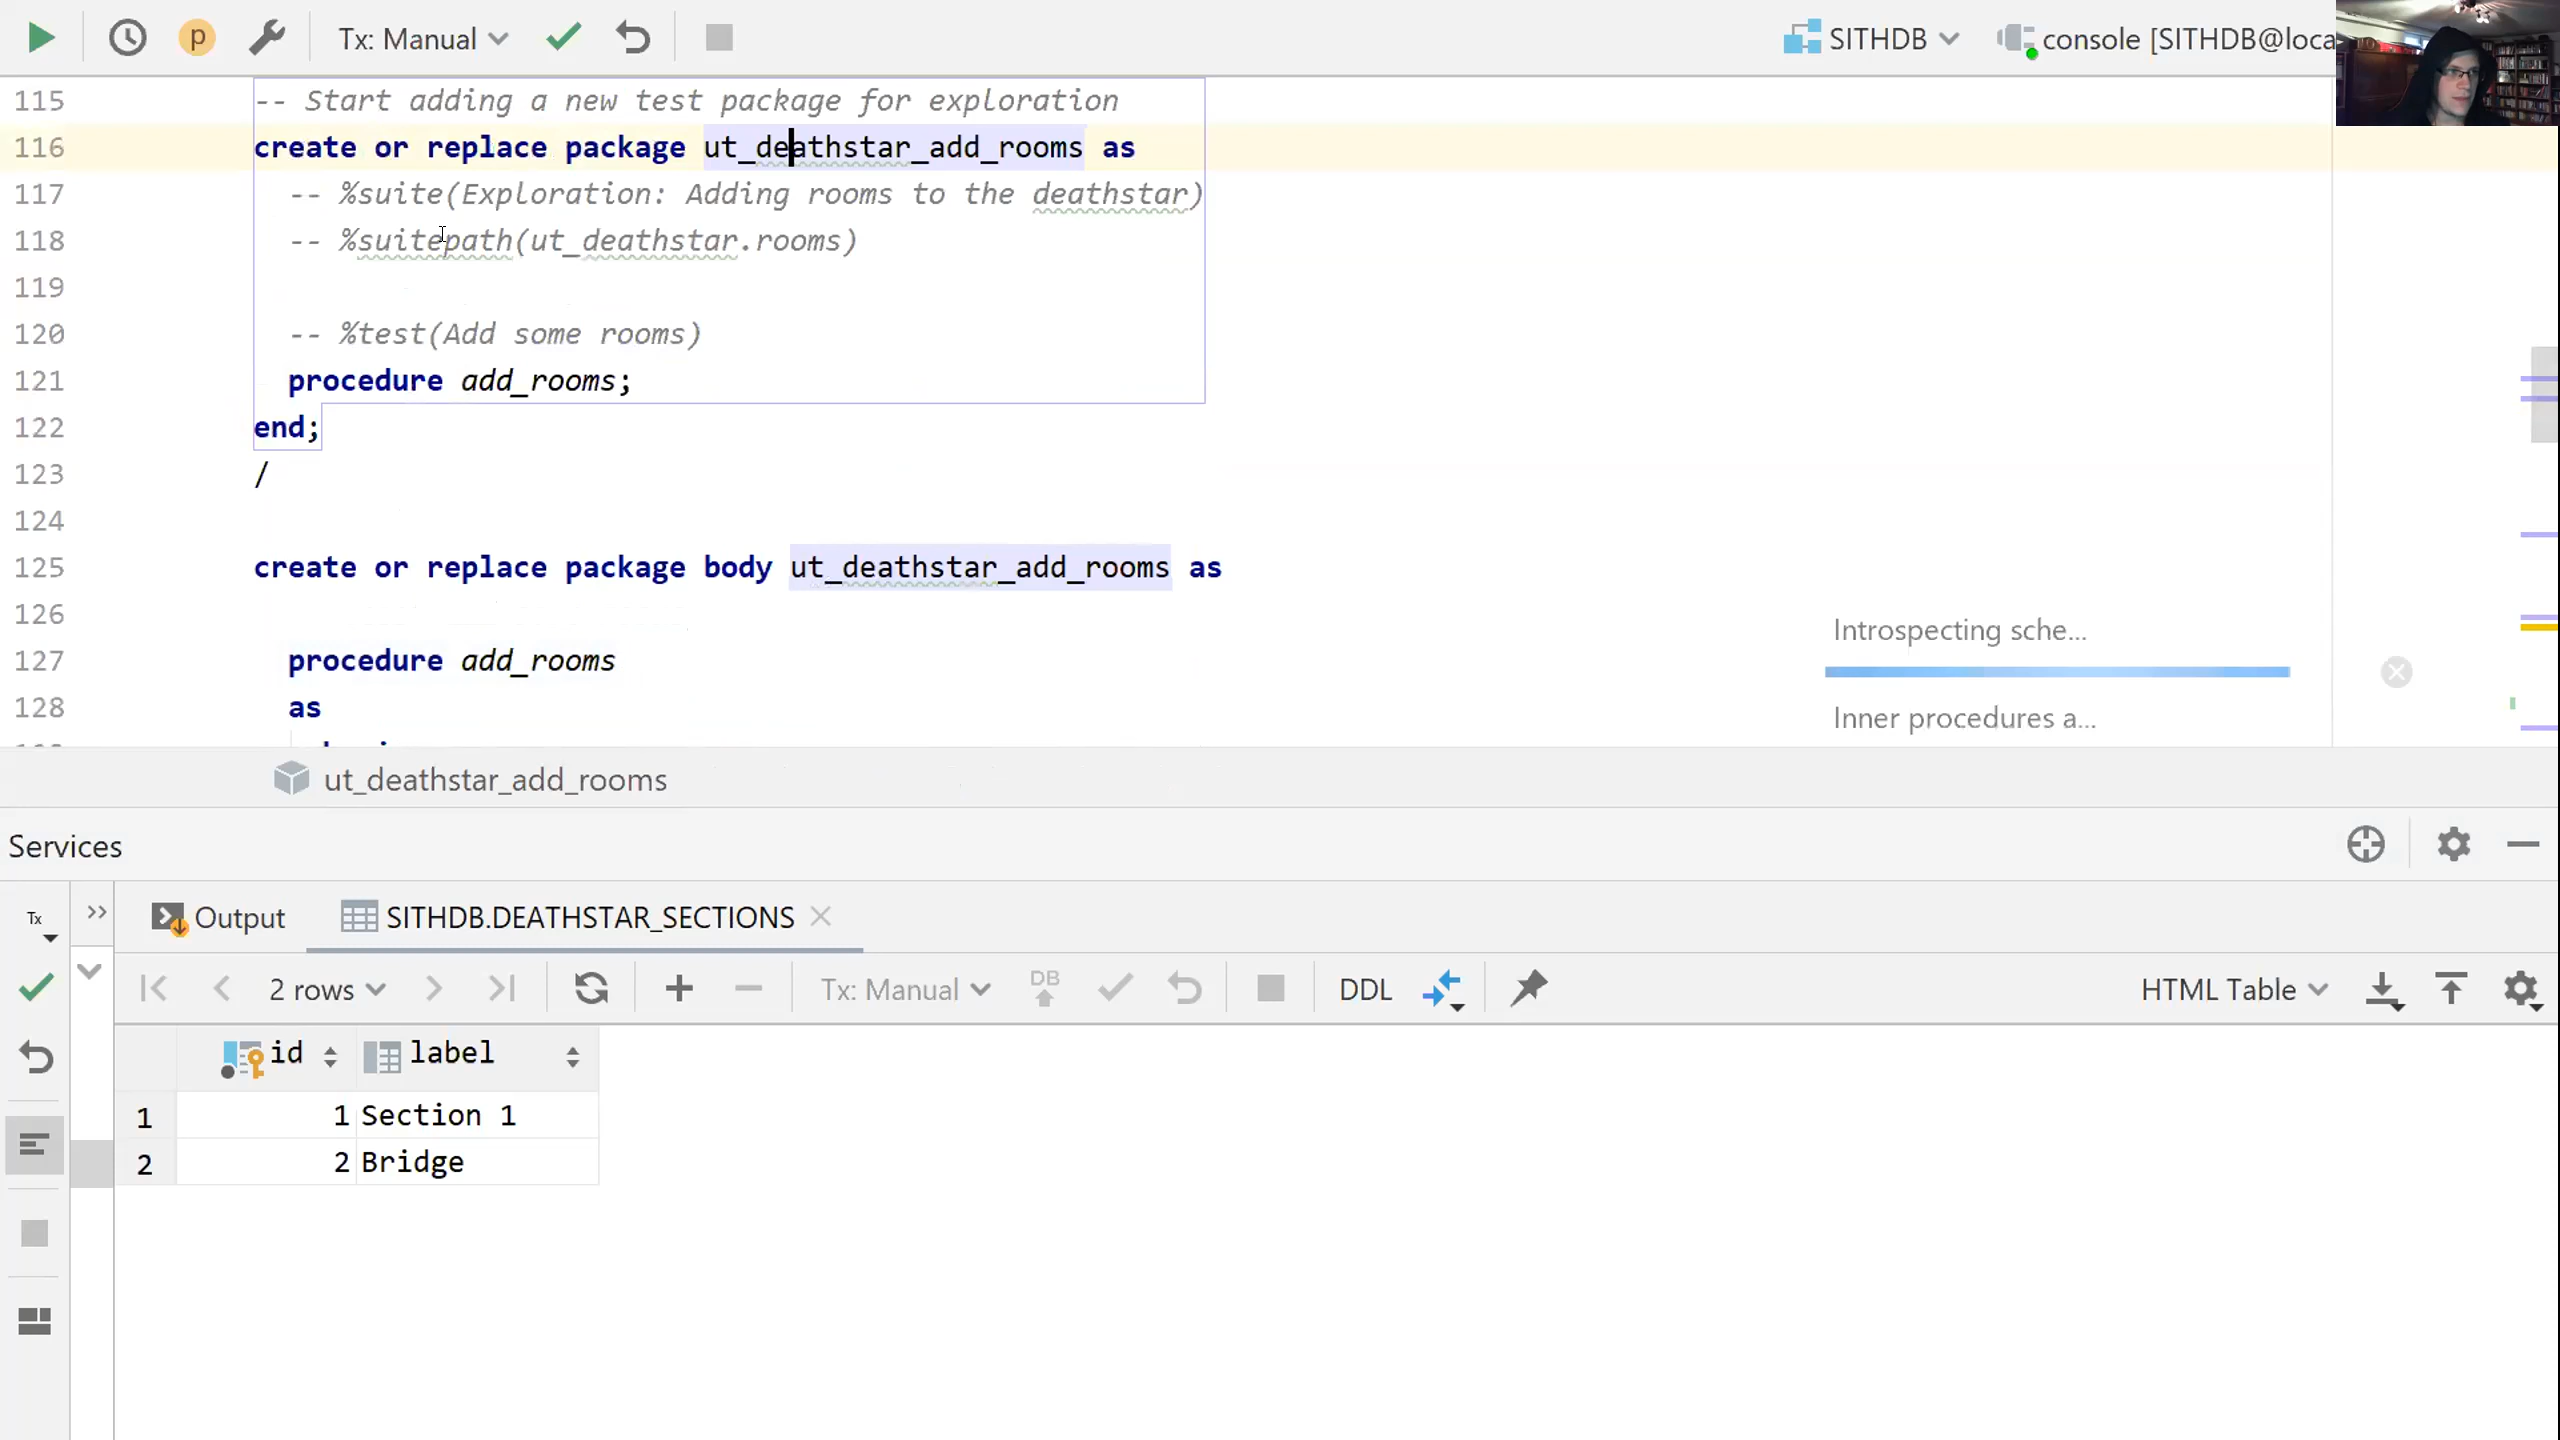 p Tx: Manual SITHDB console [SITHDB@loca
115 -- Start adding a new test package for exploration
116 create or replace package ut_deathstar_add_rooms as
117 -- %suite(Exploration: Adding rooms to the deathstar)
118 -- %suitepath(ut_deathstar.rooms)
119
120 -- %test(Add some rooms)
121 procedure add_rooms;
122 end;
123 /
124
125 create or replace package body ut_deathstar_add_rooms as
126
Introspecting sche...
127 procedure add_rooms
128 as
Inner procedures a...
ut_deathstar_add_rooms
Services
Tx Output SITHDB.DEATHSTAR_SECTIONS
2 rows Tx: Manual DB DDL HTML Table
id label
1 1 Section 1
2 2 Bridge